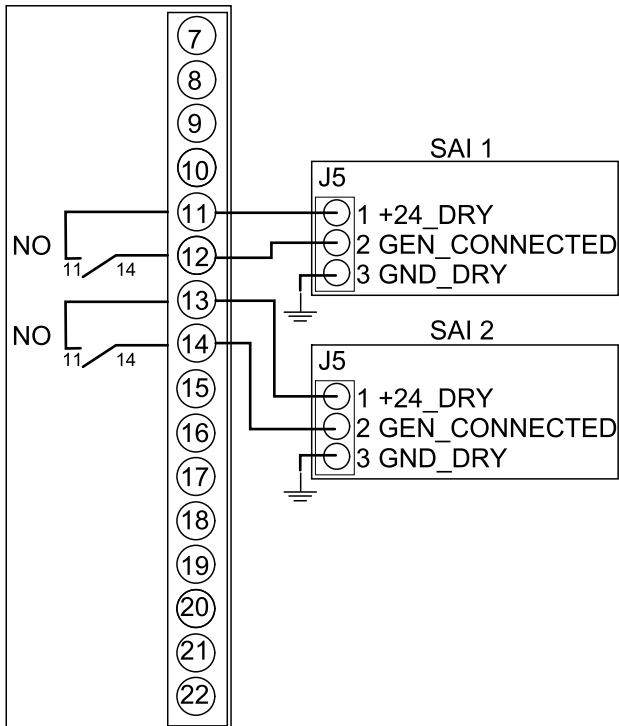 7
8
9
10
11
12
13
14
15
16
17
18
19
20
21
22
NO
11 14
NO
11 14
SAI 1
J5
1 +24_DRY
2 GEN_CONNECTED
3 GND_DRY
SAI 2
J5
1 +24_DRY
2 GEN_CONNECTED
3 GND_DRY